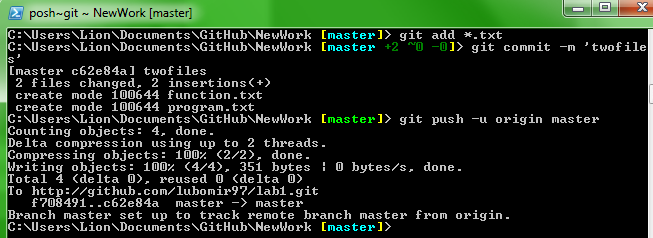 posh~git ~ NewWork [master]
C:\Users\Lion\Documents\GitHub\NewWork [master]> git add *.txt
C:\Users\Lion\Documents\GitHub\NewWork [master +2 ~0 -0]> git commit -m 'twofile
s'
[master c62e84a] twofiles
 2 files changed, 2 insertions(+)
 create mode 100644 function.txt
 create mode 100644 program.txt
C:\Users\Lion\Documents\GitHub\NewWork [master]> git push -u origin master
Counting objects: 4, done.
Delta compression using up to 2 threads.
Compressing objects: 100% (2/2), done.
Writing objects: 100% (4/4), 351 bytes ¦ 0 bytes/s, done.
Total 4 (delta 0), reused 0 (delta 0)
To http://github.com/lubomir97/lab1.git
   f708491..c62e84a  master -> master
Branch master set up to track remote branch master from origin.
C:\Users\Lion\Documents\GitHub\NewWork [master]>